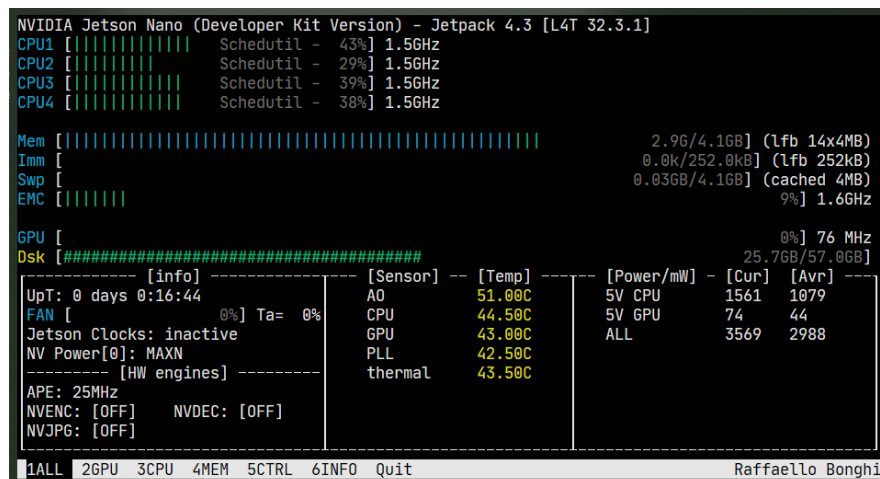 NVIDIA Jetson Nano (Developer Kit Version) - Jetpack 4.3 [L4T 32.3.1]
CPU1 [||||||||||||| Schedutil - 43%] 1.5GHz
CPU2 [||||||||| Schedutil - 29%] 1.5GHz
CPU3 [|||||||||||| Schedutil - 39%] 1.5GHz
CPU4 [|||||||||||| Schedutil - 38%] 1.5GHz
Mem [|||||||||||||||||||||||||||||||||||||||||||||||||||| 2.9G/4.1GB] (lfb 14x4MB)
Imm [ 0.0k/252.0kB] (lfb 252kB)
Swp [ 0.03GB/4.1GB] (cached 4MB)
EMC [||||||| 9%] 1.6GHz
GPU [ 0%] 76 MHz
Dsk [####################################### 25.7GB/57.0GB]
[info] [Sensor] -- [Temp] [Power/mW] - [Cur] [Avr]
UpT: 0 days 0:16:44 AO 51.00C 5V CPU 1561 1079
FAN [ 0%] Ta= 0% CPU 44.50C 5V GPU 74 44
Jetson Clocks: inactive GPU 43.00C ALL 3569 2988
NV Power[0]: MAXN PLL 42.50C
[HW engines] thermal 43.50C
APE: 25MHz
NVENC: [OFF] NVDEC: [OFF]
NVJPG: [OFF]
1ALL 2GPU 3CPU 4MEM 5CTRL 6INFO Quit Raffaello Bonghi